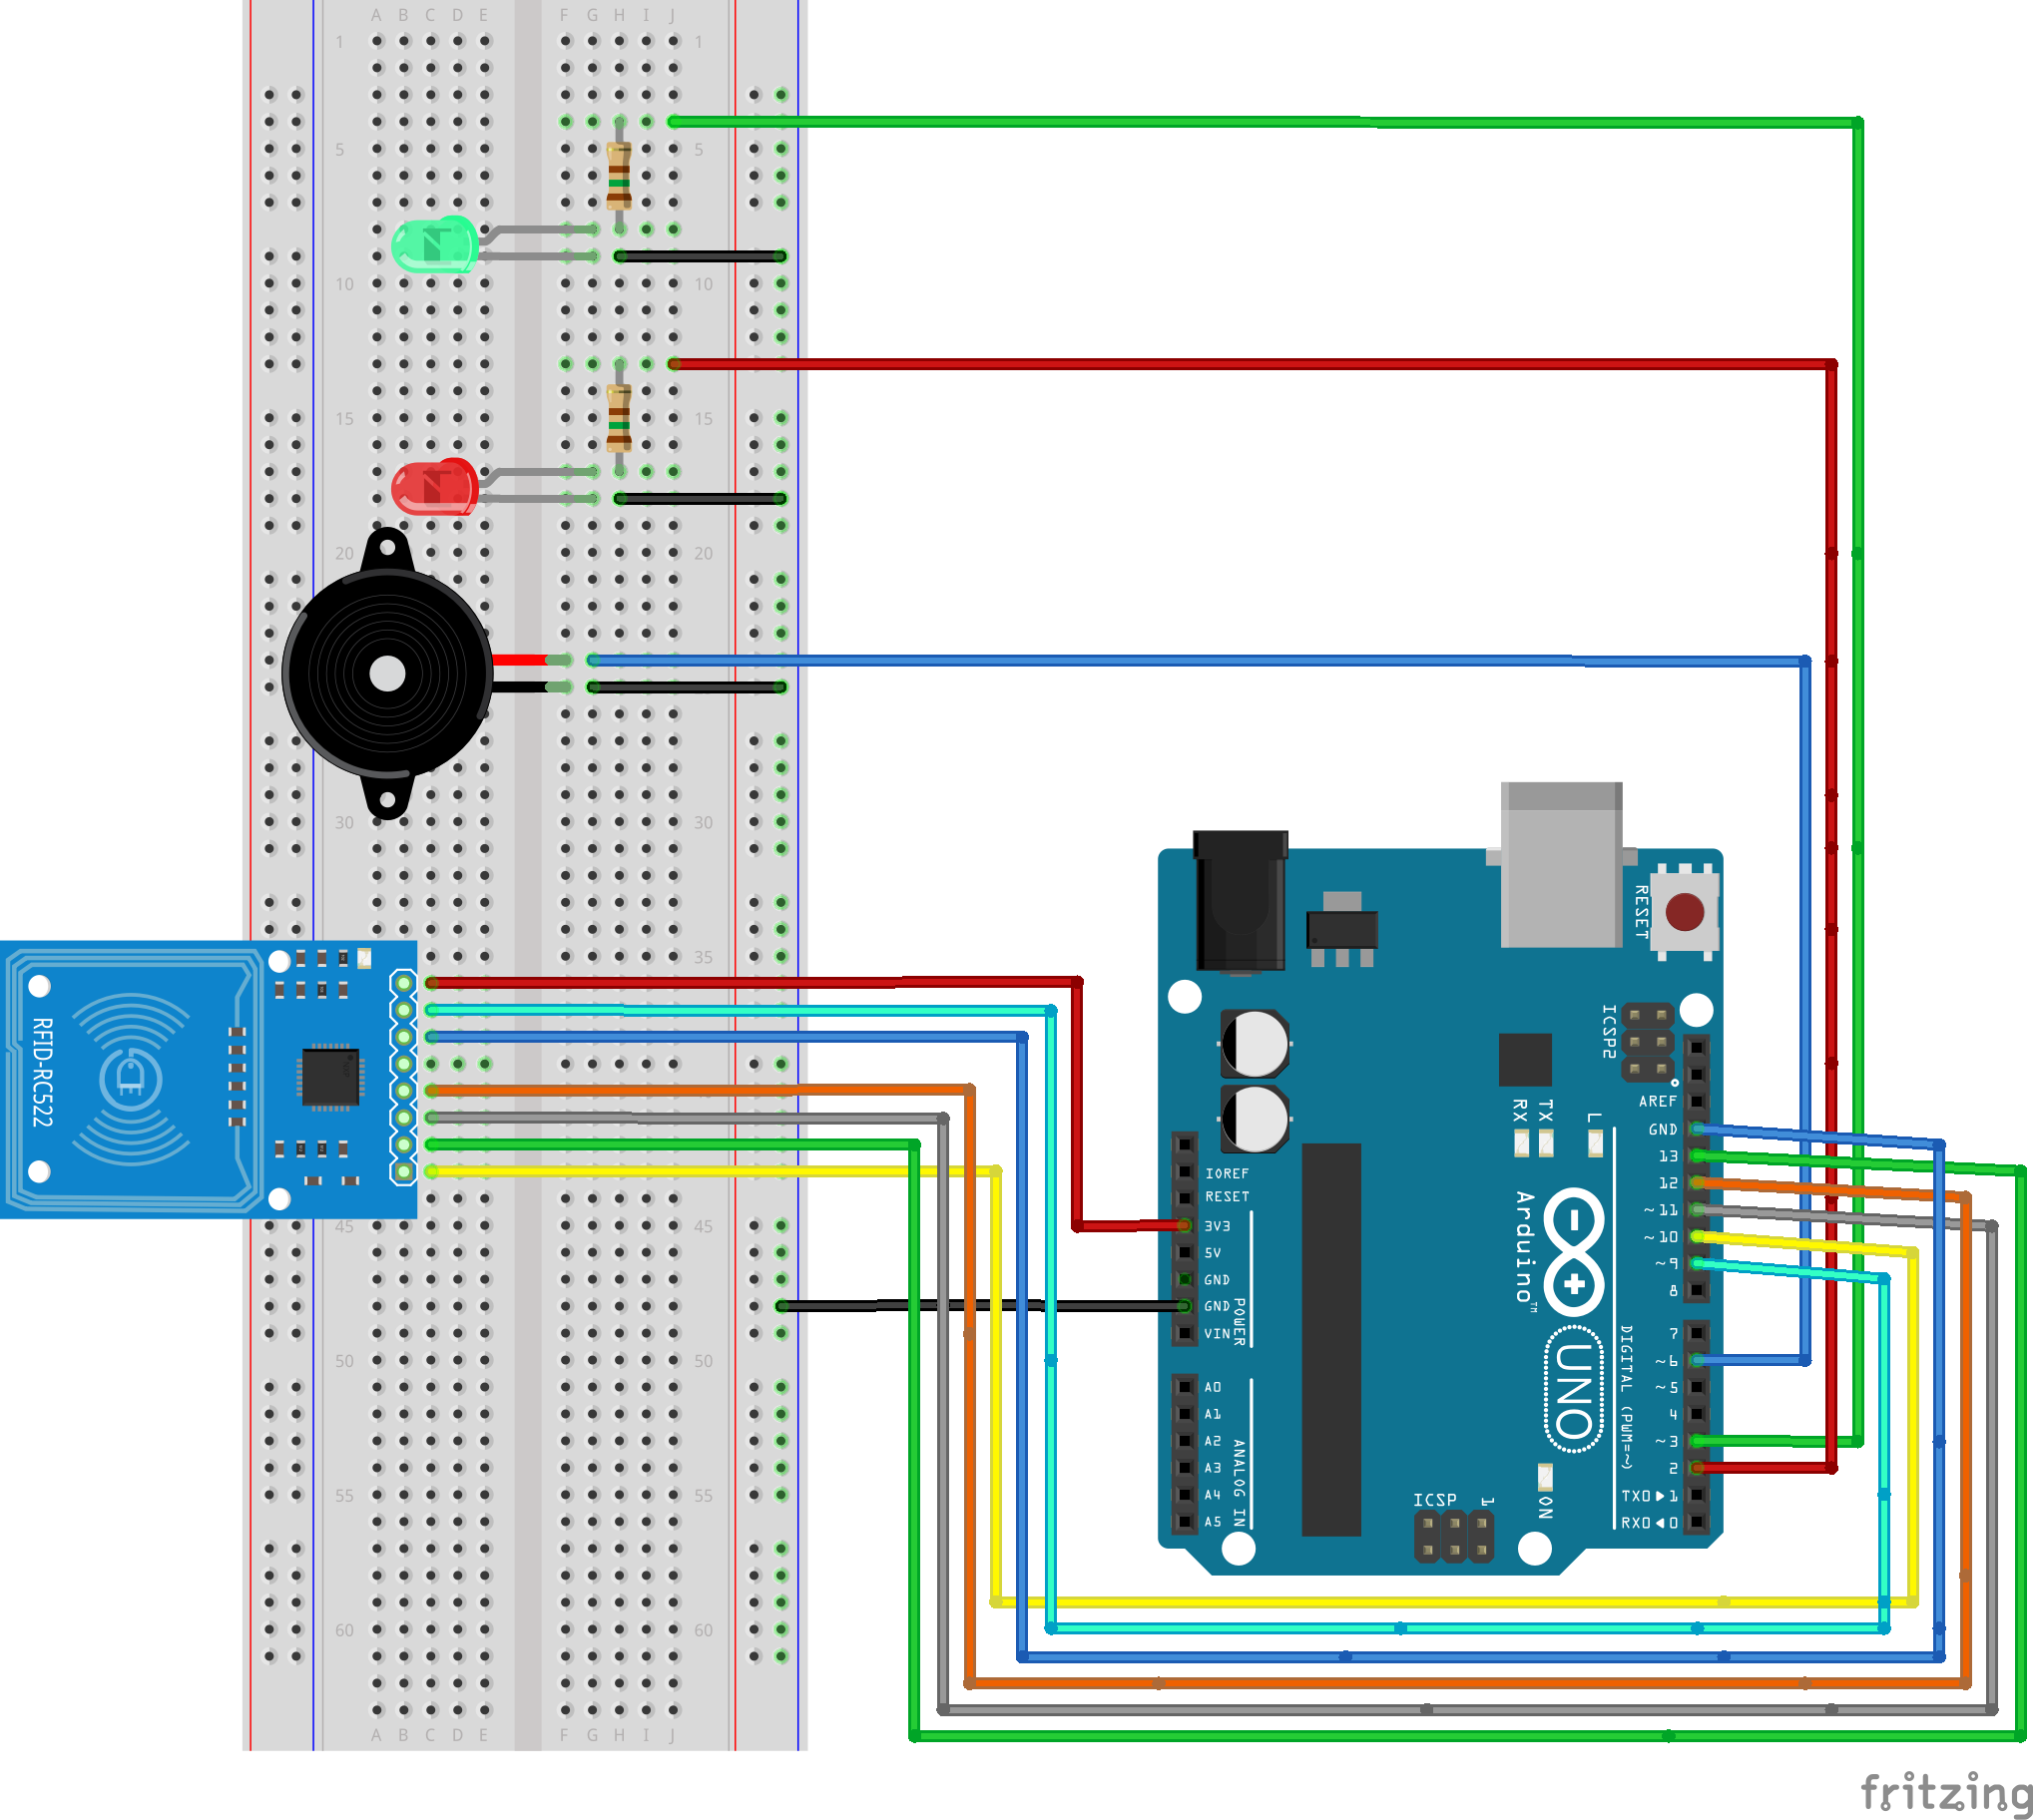 A B C D E F G H I J
1 1
5 5
10 10
15 15
20 20
30 30
35
45 45
50 50
55 55
60 60
A B C D E F G H I J
RFID-RC522
RESET
ICSP2
AREF
GND
13
12
~11
~10
~9
8
7
~6
~5
4
~3
2
TX0▶1
RX0◀0
RX
TX
L
IOREF
RESET
3V3
5V
GND
GND
VIN
POWER
A0
A1
A2
A3
A4
A5
ANALOG IN
Arduino™
UNO
DIGITAL (PWM=~)
ICSP
1
ON
fritzing